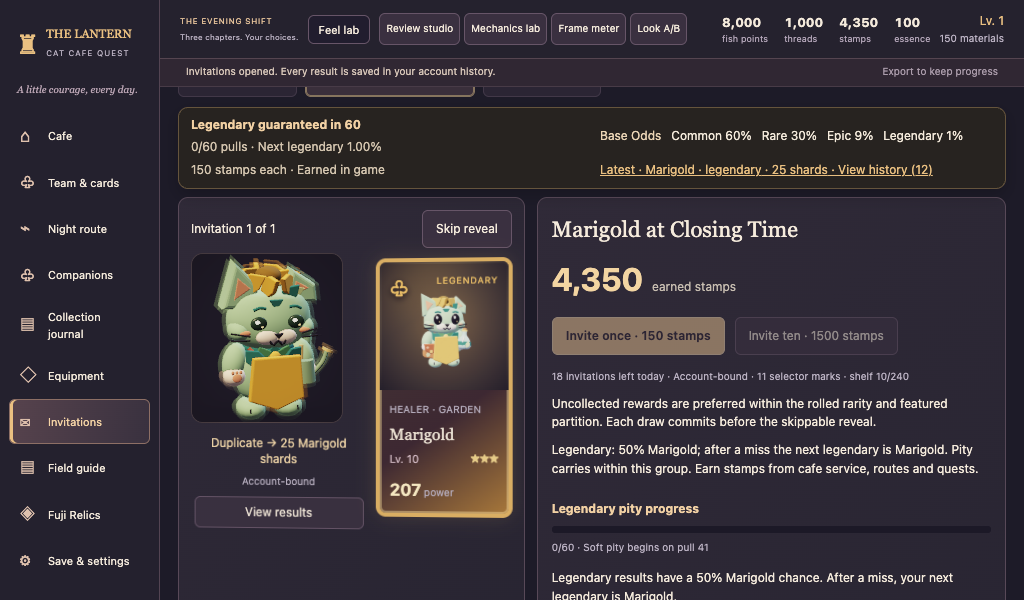 THE LANTERN
CAT CAFE QUEST
A little courage, every day.
Cafe
Team & cards
Night route
Companions
Collection
journal
Equipment
Invitations
Field guide
Fuji Relics
Save & settings
THE EVENING SHIFT
Three chapters. Your choices.
Feel lab
Review studio
Mechanics lab
Frame meter
Look A/B
8,000
fish points
1,000
threads
4,350
stamps
100
essence
Lv. 1
150 materials
Invitations opened. Every result is saved in your account history.
Export to keep progress
Legendary guaranteed in 60
0/60 pulls · Next legendary 1.00%
150 stamps each · Earned in game
Base Odds Common 60% Rare 30% Epic 9% Legendary 1%
Latest · Marigold · legendary · 25 shards · View history (12)
Invitation 1 of 1
Skip reveal
Duplicate → 25 Marigold
shards
Account-bound
View results
LEGENDARY
HEALER · GARDEN
Marigold
Lv. 10 ★★★
207 power
Marigold at Closing Time
4,350 earned stamps
Invite once · 150 stamps
Invite ten · 1500 stamps
18 invitations left today · Account-bound · 11 selector marks · shelf 10/240
Uncollected rewards are preferred within the rolled rarity and featured
partition. Each draw commits before the skippable reveal.
Legendary: 50% Marigold; after a miss the next legendary is Marigold. Pity
carries within this group. Earn stamps from cafe service, routes and quests.
Legendary pity progress
0/60 · Soft pity begins on pull 41
Legendary results have a 50% Marigold chance. After a miss, your next
legendary is Marigold.